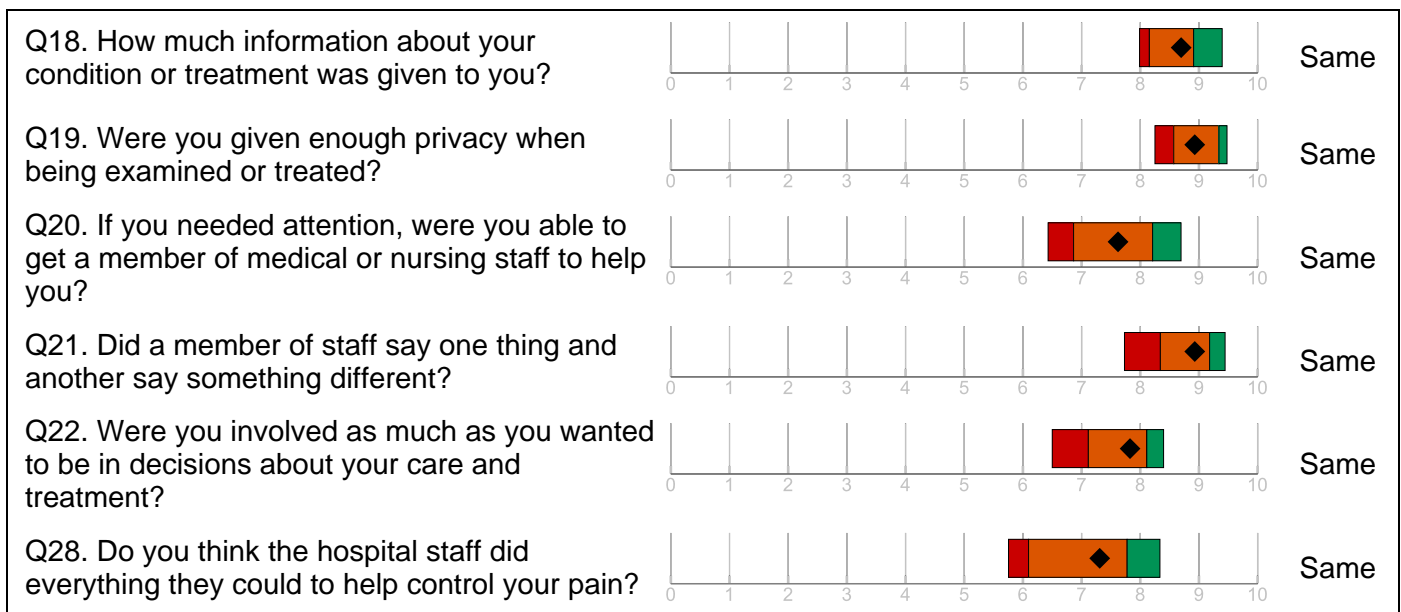 Q18. How much information about your
condition or treatment was given to you?
0 1 2 3 4 5 6 7 8 9 10
Same
Q19. Were you given enough privacy when
being examined or treated?
0 1 2 3 4 5 6 7 8 9 10
Same
Q20. If you needed attention, were you able to
get a member of medical or nursing staff to help
you?
0 1 2 3 4 5 6 7 8 9 10
Same
Q21. Did a member of staff say one thing and
another say something different?
0 1 2 3 4 5 6 7 8 9 10
Same
Q22. Were you involved as much as you wanted
to be in decisions about your care and
treatment?
0 1 2 3 4 5 6 7 8 9 10
Same
Q28. Do you think the hospital staff did
everything they could to help control your pain?
0 1 2 3 4 5 6 7 8 9 10
Same